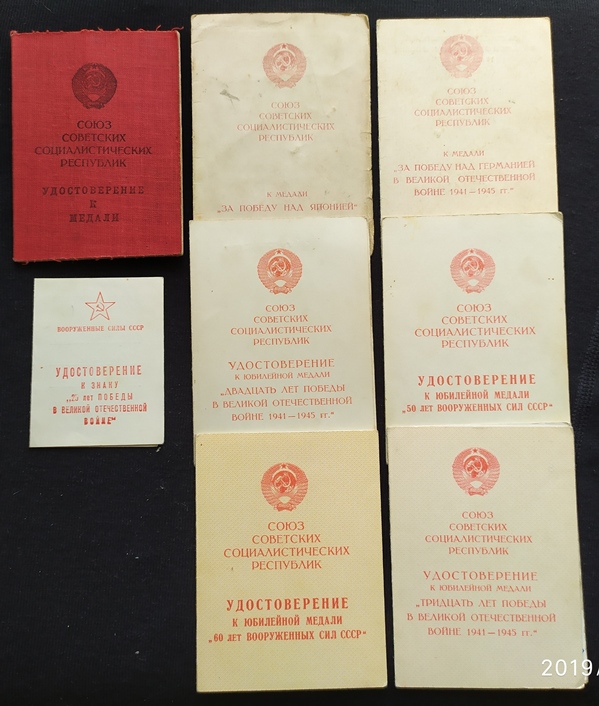 СОЮЗ
СОВЕТСКИХ
СОЦИАЛИСТИЧЕСКИХ
РЕСПУБЛИК
УДОСТОВЕРЕНИЕ
К
МЕДАЛИ
СОЮЗ
СОВЕТСКИХ
СОЦИАЛИСТИЧЕСКИХ
РЕСПУБЛИК
К МЕДАЛИ
"ЗА ПОБЕДУ НАД ЯПОНИЕЙ"
СОЮЗ
СОВЕТСКИХ
СОЦИАЛИСТИЧЕСКИХ
РЕСПУБЛИК
К МЕДАЛИ
„ЗА ПОБЕДУ НАД ГЕРМАНИЕЙ
В ВЕЛИКОЙ ОТЕЧЕСТВЕННОЙ
ВОЙНЕ 1941—1945 гг."
ВООРУЖЕННЫЕ СИЛЫ СССР
УДОСТОВЕРЕНИЕ
К ЗНАКУ
„25 лет ПОБЕДЫ
В ВЕЛИКОЙ ОТЕЧЕСТВЕННОЙ
ВОЙНЕ"
СОЮЗ
СОВЕТСКИХ
СОЦИАЛИСТИЧЕСКИХ
РЕСПУБЛИК
УДОСТОВЕРЕНИЕ
К ЮБИЛЕЙНОЙ МЕДАЛИ
„ДВАДЦАТЬ ЛЕТ ПОБЕДЫ
В ВЕЛИКОЙ ОТЕЧЕСТВЕННОЙ
ВОЙНЕ 1941—1945 гг."
СОЮЗ
СОВЕТСКИХ
СОЦИАЛИСТИЧЕСКИХ
РЕСПУБЛИК
УДОСТОВЕРЕНИЕ
К ЮБИЛЕЙНОЙ МЕДАЛИ
„50 ЛЕТ ВООРУЖЕННЫХ СИЛ СССР"
СОЮЗ
СОВЕТСКИХ
СОЦИАЛИСТИЧЕСКИХ
РЕСПУБЛИК
УДОСТОВЕРЕНИЕ
К ЮБИЛЕЙНОЙ МЕДАЛИ
„60 ЛЕТ ВООРУЖЕННЫХ СИЛ СССР"
СОЮЗ
СОВЕТСКИХ
СОЦИАЛИСТИЧЕСКИХ
РЕСПУБЛИК
УДОСТОВЕРЕНИЕ
К ЮБИЛЕЙНОЙ МЕДАЛИ
„ТРИДЦАТЬ ЛЕТ ПОБЕДЫ
В ВЕЛИКОЙ ОТЕЧЕСТВЕННОЙ
ВОЙНЕ 1941—1945 гг."
2019/